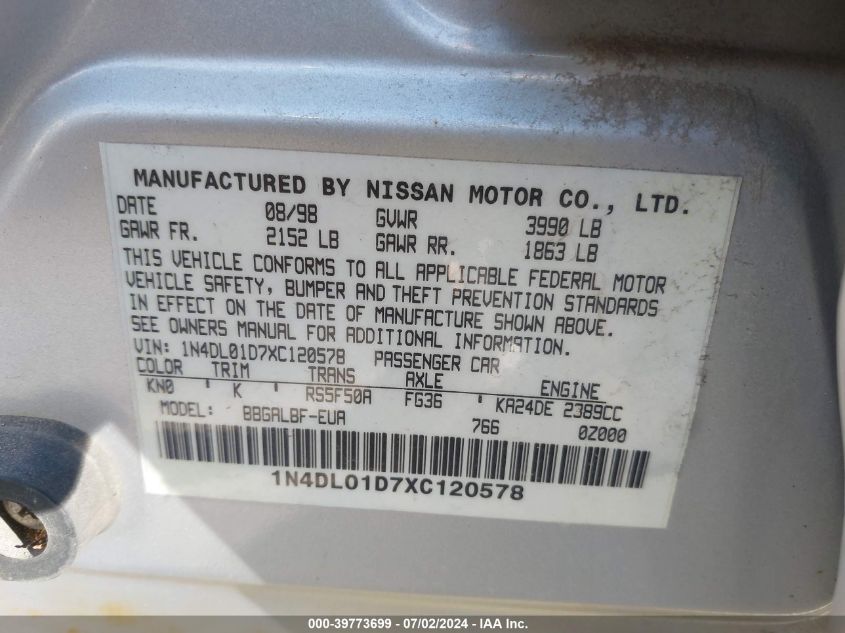 MANUFACTURED BY NISSAN MOTOR CO., LTD.
DATE 08/98 GVWR 3990 LB
GAWR FR. 2152 LB GAWR RR. 1863 LB
THIS VEHICLE CONFORMS TO ALL APPLICABLE FEDERAL MOTOR
VEHICLE SAFETY, BUMPER AND THEFT PREVENTION STANDARDS
IN EFFECT ON THE DATE OF MANUFACTURE SHOWN ABOVE.
SEE OWNERS MANUAL FOR ADDITIONAL INFORMATION.
VIN: 1N4DL01D7XC120578 PASSENGER CAR
COLOR TRIM TRANS AXLE ENGINE
KN0 ' K ' RS5F50A FG36 ' KA24DE 2389CC
MODEL: BBGALBF-EUA 766 0Z000
1N4DL01D7XC120578
000-39773699 - 07/02/2024 - IAA Inc.